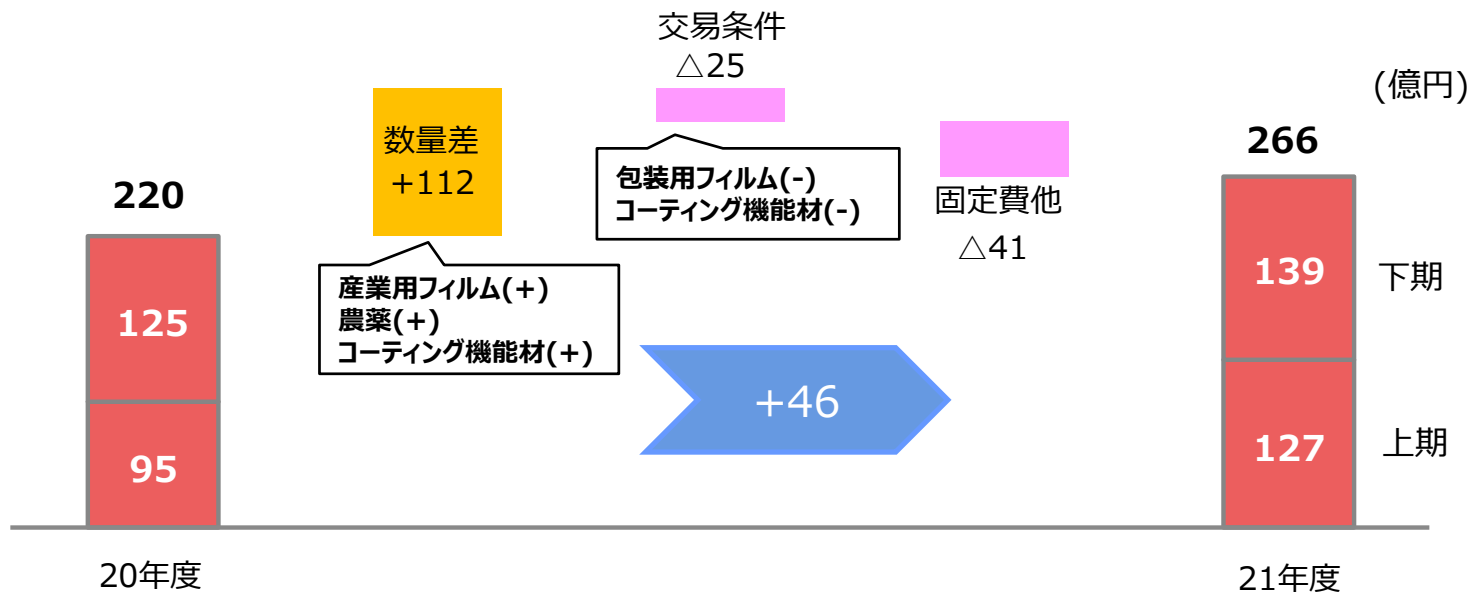 交易条件
△25
(億円)
数量差
+112
266
220
包装用フィルム(-)
コーティング機能材(-)
固定費他
△41
産業用フィルム(+)
農薬(+)
コーティング機能材(+)
139
下期
125
+46
127
上期
95
20年度
21年度